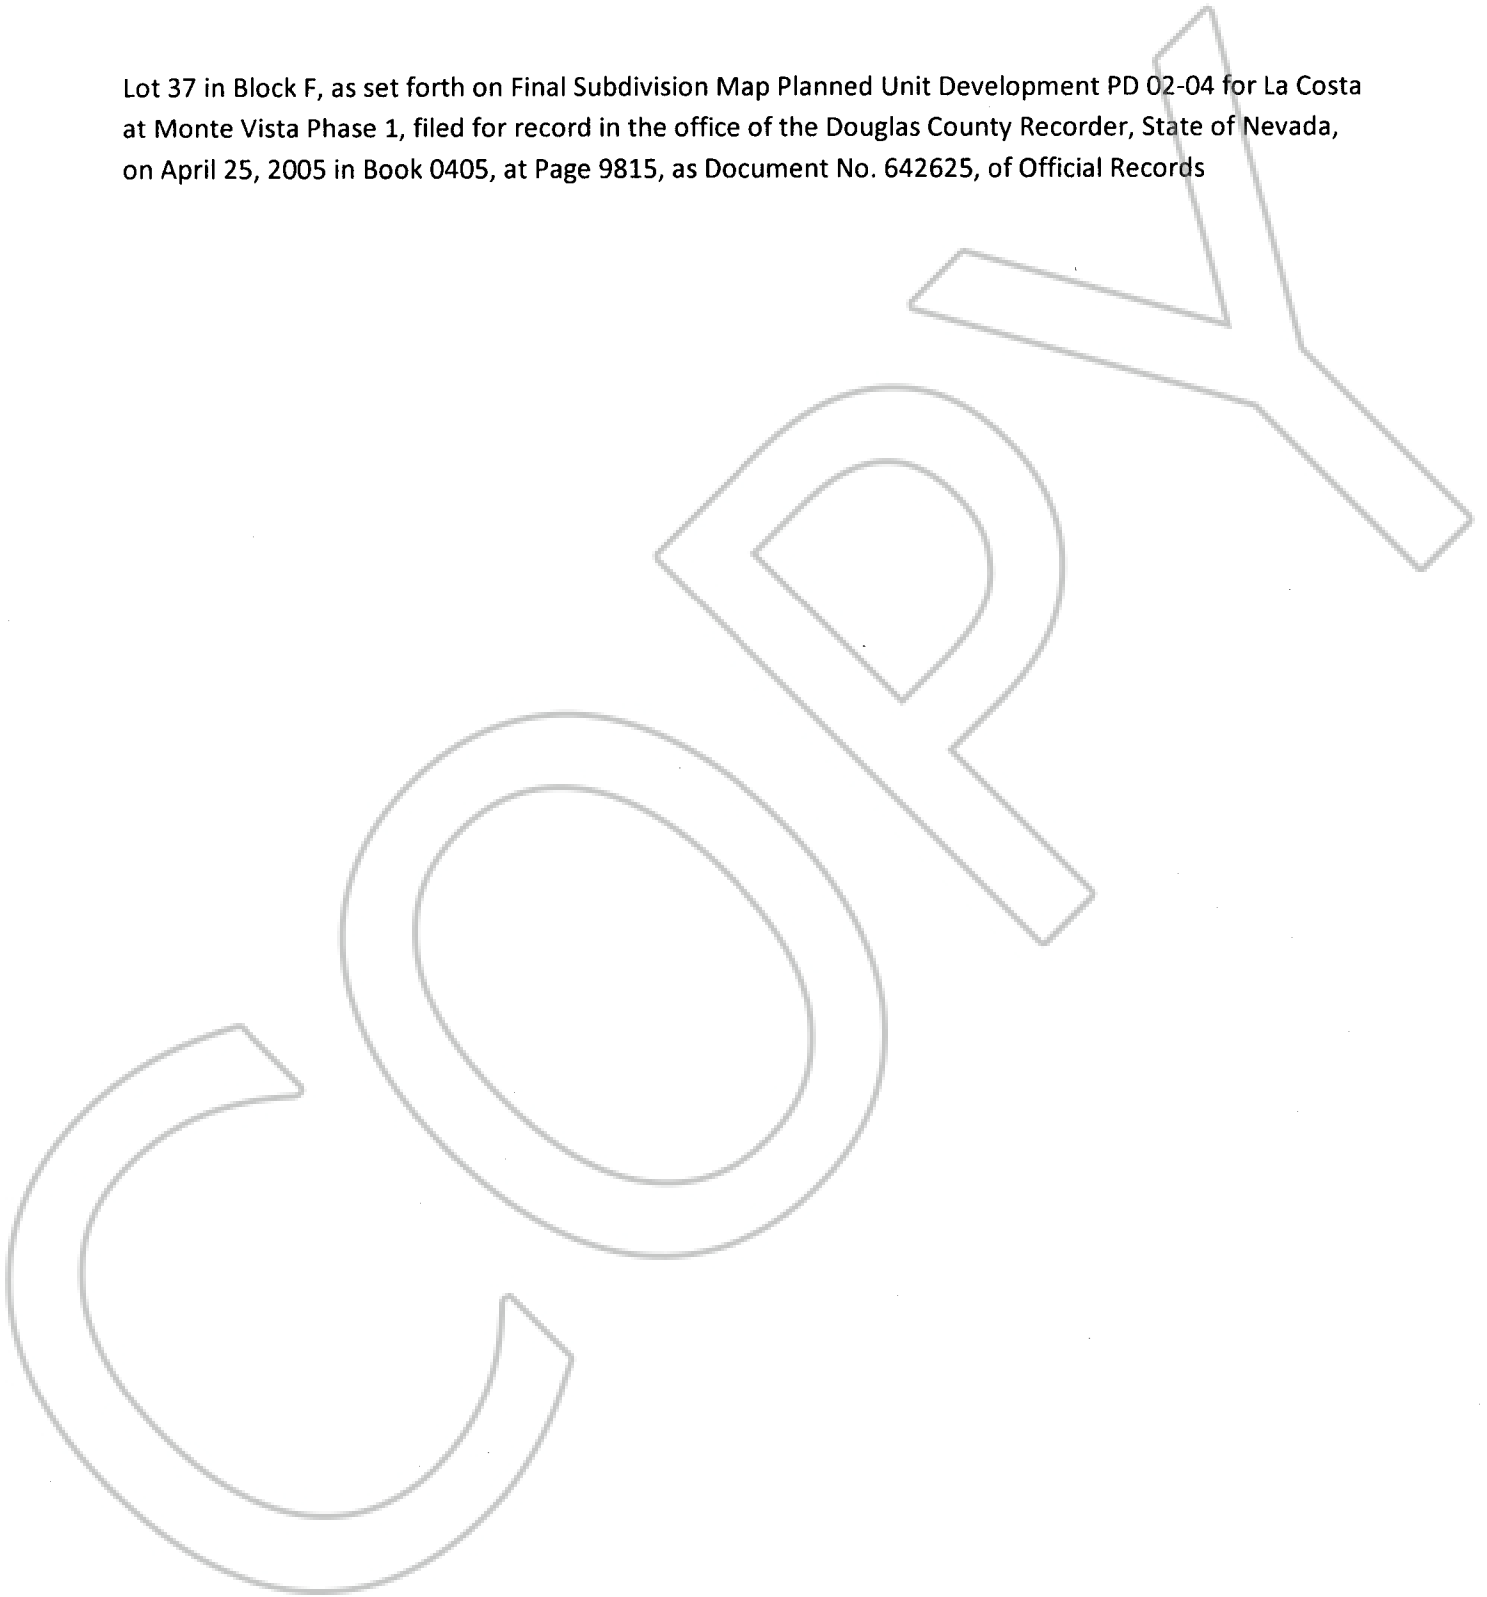 Lot 37 in Block F, as set forth on Final Subdivision Map Planned Unit Development PD 02-04 for La Costa
at Monte Vista Phase 1, filed for record in the office of the Douglas County Recorder, State of Nevada,
on April 25, 2005 in Book 0405, at Page 9815, as Document No. 642625, of Official Records
COPY